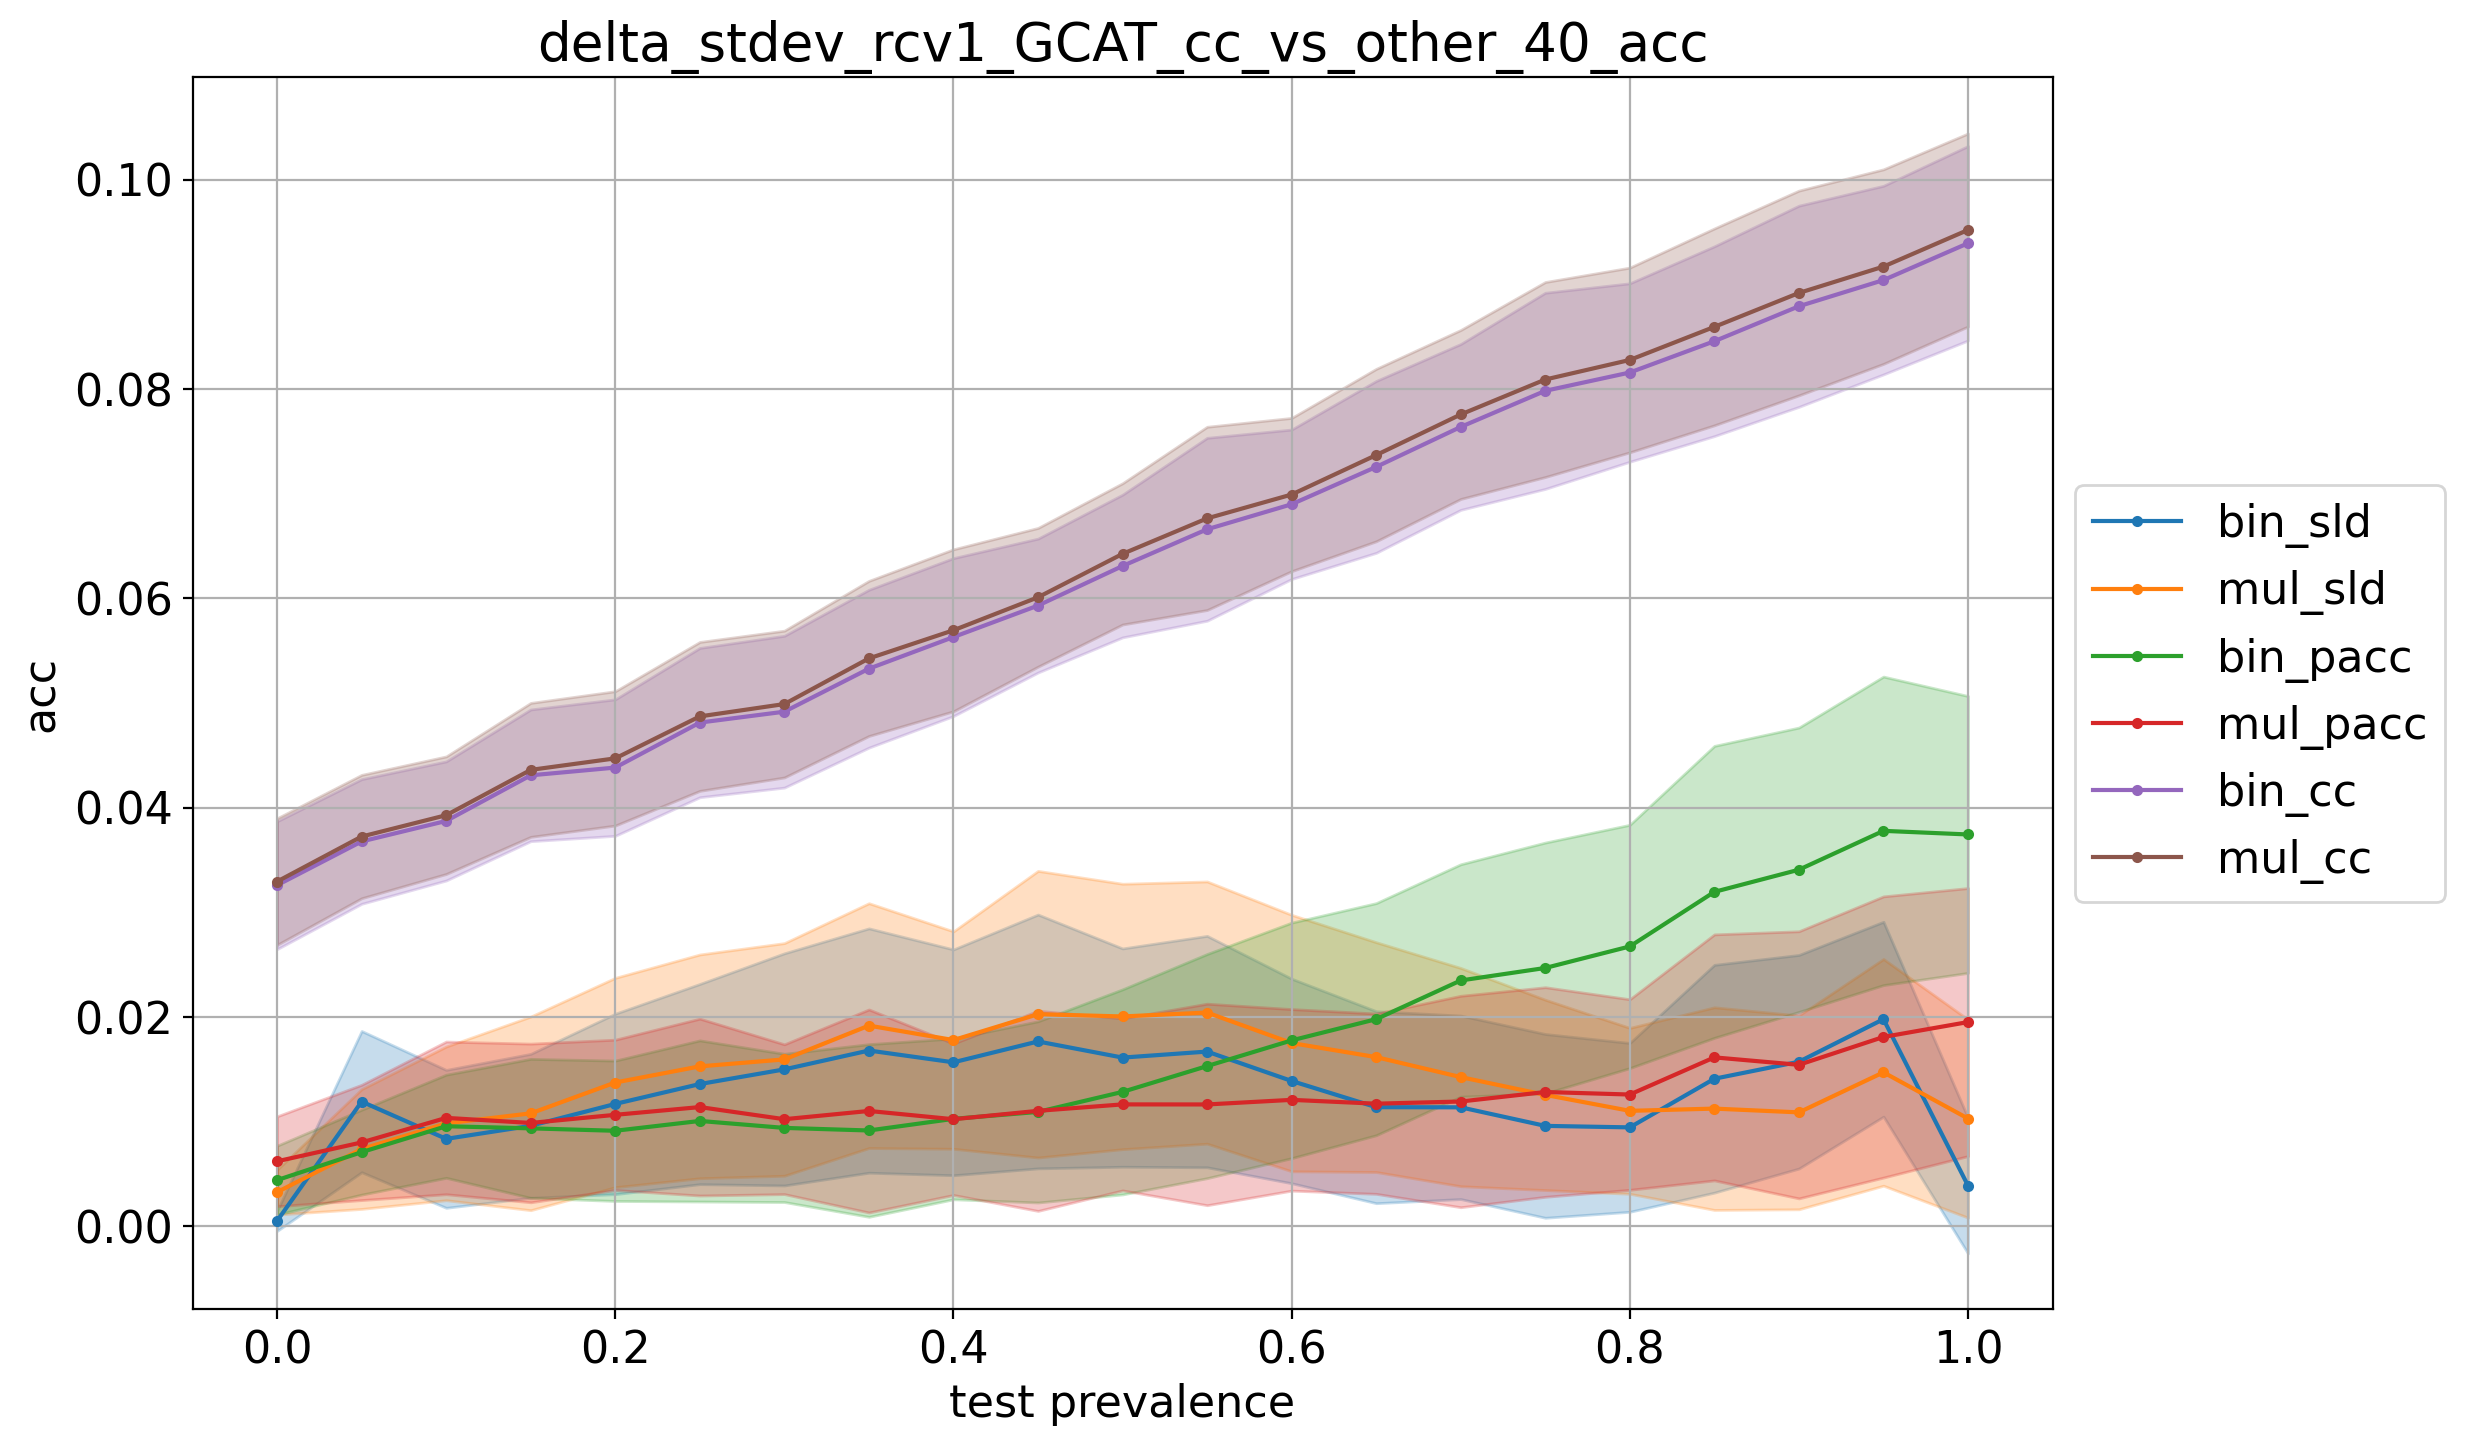 delta_stdev_rcv1_GCAT_cc_vs_other_40_acc
0.10
0.08
0.06
0.04
0.02
0.00
acc
0.0 0.2 0.4 0.6 0.8 1.0
test prevalence
bin_sld
mul_sld
bin_pacc
mul_pacc
bin_cc
mul_cc